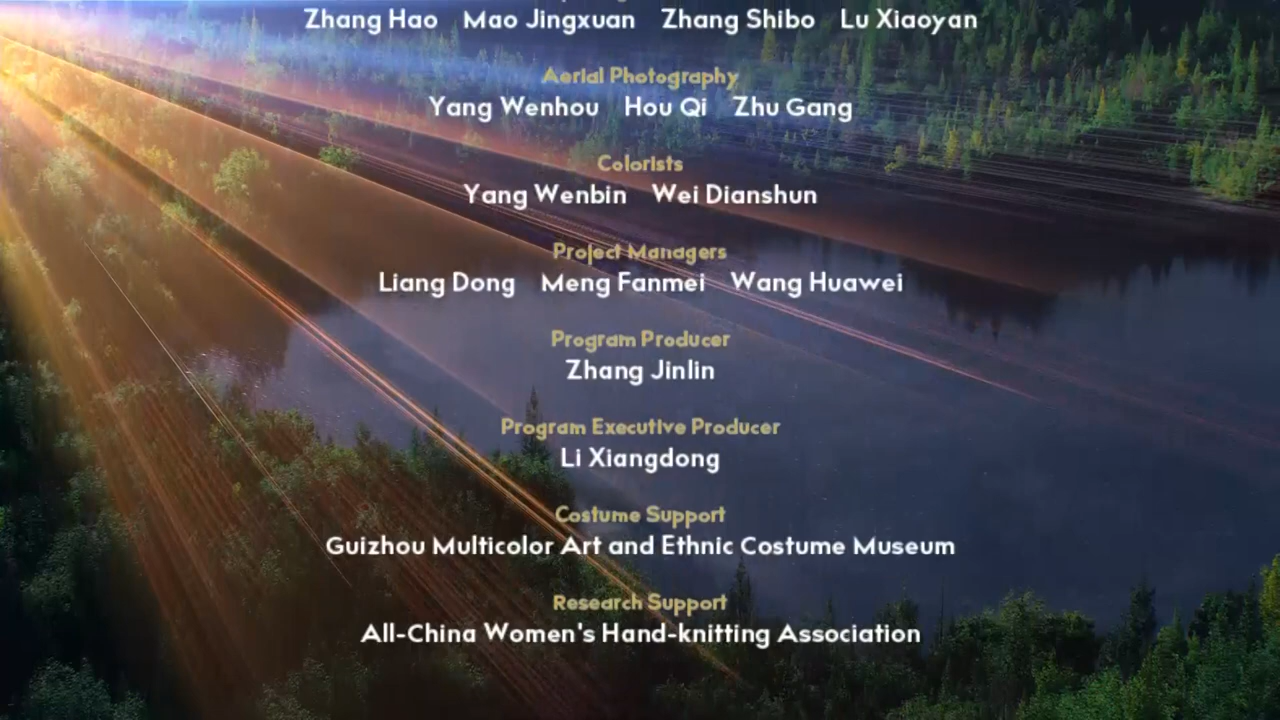 Zhang Hao Mao Jingxuan Zhang Shibo Lu Xiaoyan
Aerial Photography
Yang Wenhou Hou Qi Zhu Gang
Colorists
Yang Wenbin Wei Dianshun
Project Managers
Liang Dong Meng Fanmei Wang Huawei
Program Producer
Zhang Jinlin
Program Executive Producer
Li Xiangdong
Costume Support
Guizhou Multicolor Art and Ethnic Costume Museum
Research Support
All-China Women's Hand-knitting Association